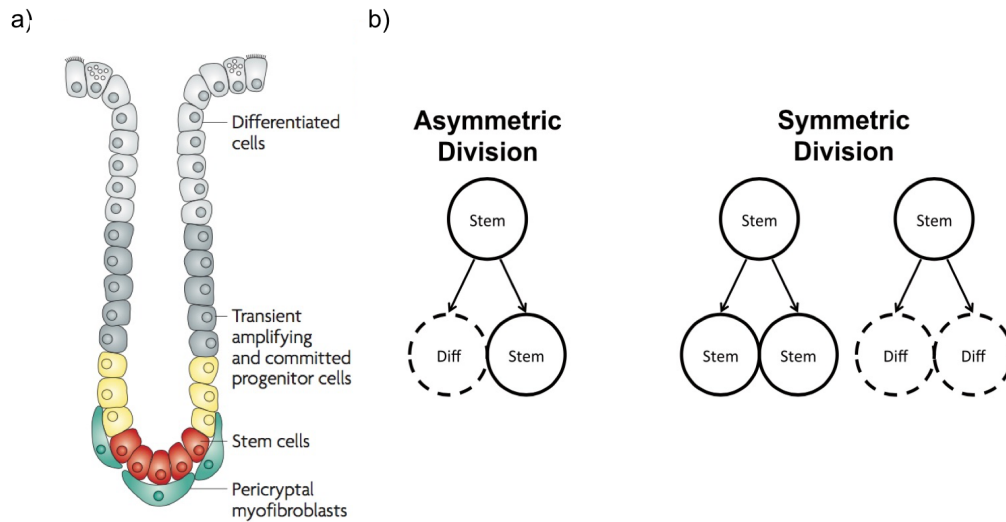 a)
b)
Differentiated
cells
Transient
amplifying
and committed
progenitor cells
Stem cells
Pericryptal
myofibroblasts
Asymmetric
Division
Stem
Diff
Stem
Symmetric
Division
Stem
Stem
Stem
Stem
Diff
Diff